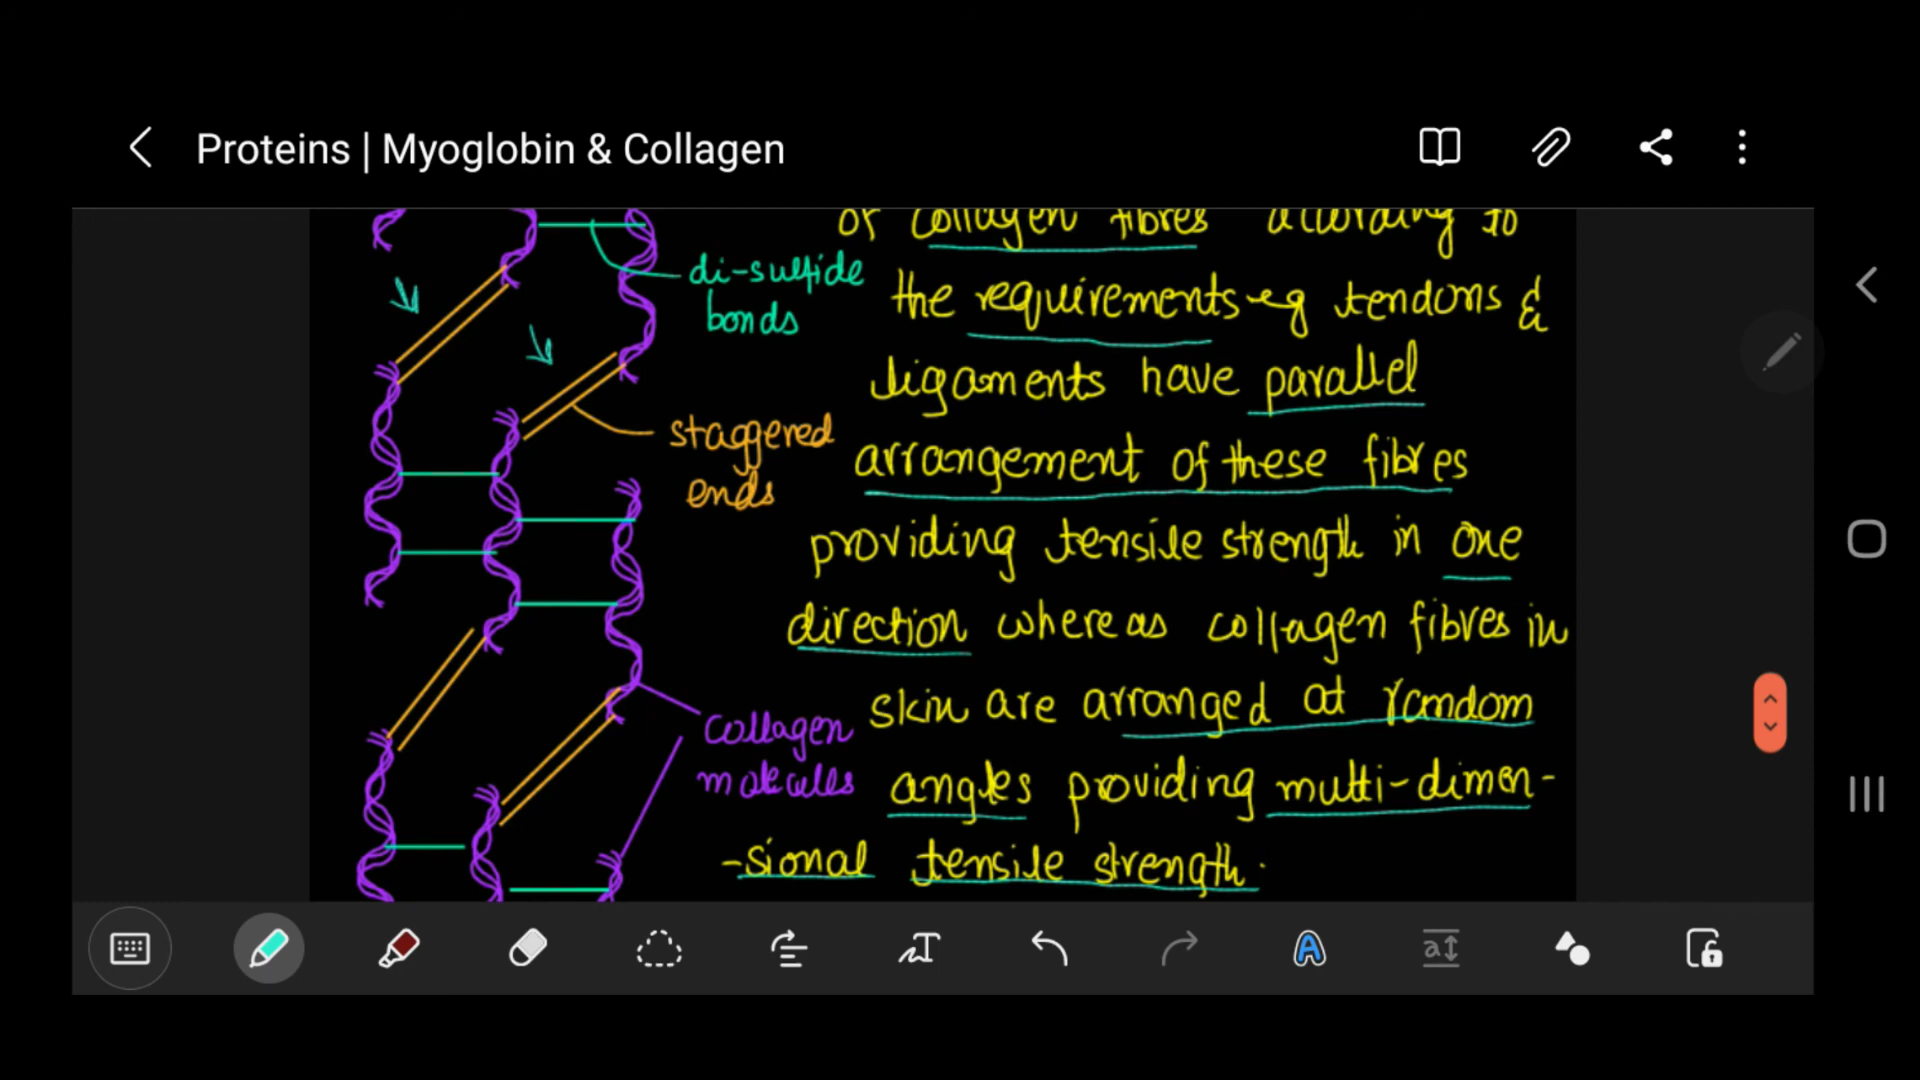 Proteins | Myoglobin & Collagen
of collagen fibres according to
the requirements eg tendons &
ligaments have parallel
arrangement of these fibres
providing tensile strength in one
direction where as collagen fibres in
skin are arranged at random
angles providing multi-dimen-
-sional tensile strength.
di-sulfide
bonds
staggered
ends
Collagen
molecules